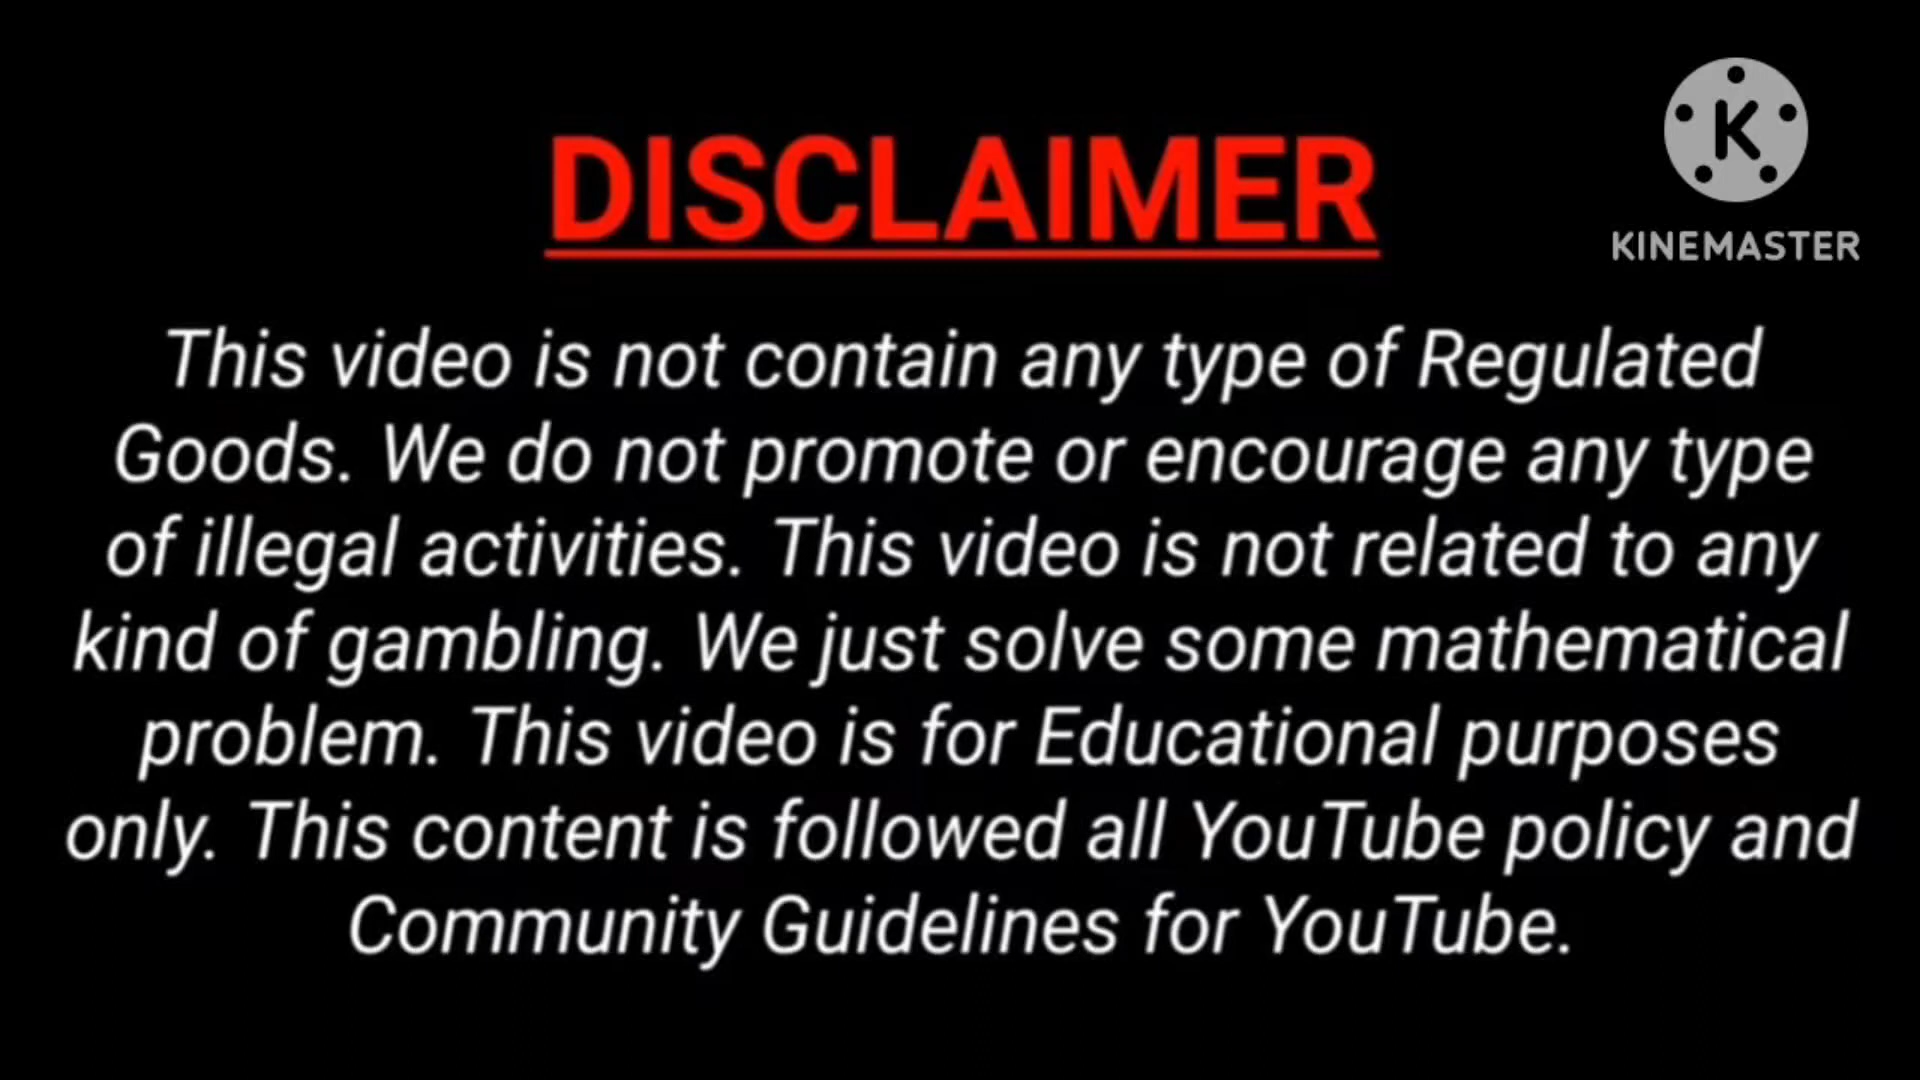 DISCLAIMER
K
KINEMASTER
This video is not contain any type of Regulated
Goods. We do not promote or encourage any type
of illegal activities. This video is not related to any
kind of gambling. We just solve some mathematical
problem. This video is for Educational purposes
only. This content is followed all YouTube policy and
Community Guidelines for YouTube.